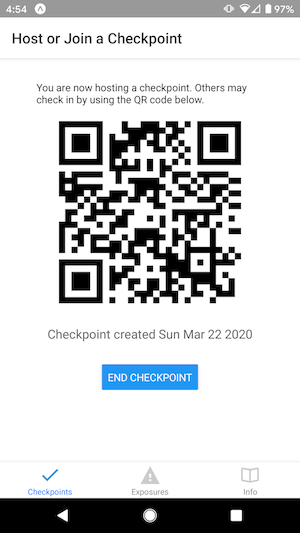 4:54
97%
Host or Join a Checkpoint
You are now hosting a checkpoint. Others may
check in by using the QR code below.
Checkpoint created Sun Mar 22 2020
END CHECKPOINT
Checkpoints
Exposures
Info